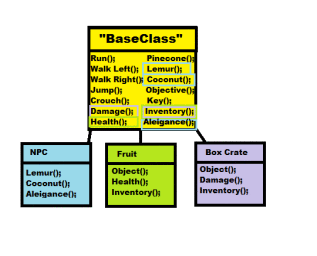 "BaseClass"
Run(); Pinecone();
Walk Left(); Lemur();
Walk Right(); Coconut();
Jump(); Objective();
Crouch(); Key();
Damage(); Inventory();
Health(); Aleigance();
NPC
Lemur();
Coconut();
Aleigance();
Fruit
Object();
Health();
Inventory();
Box Crate
Object();
Damage();
Inventory();